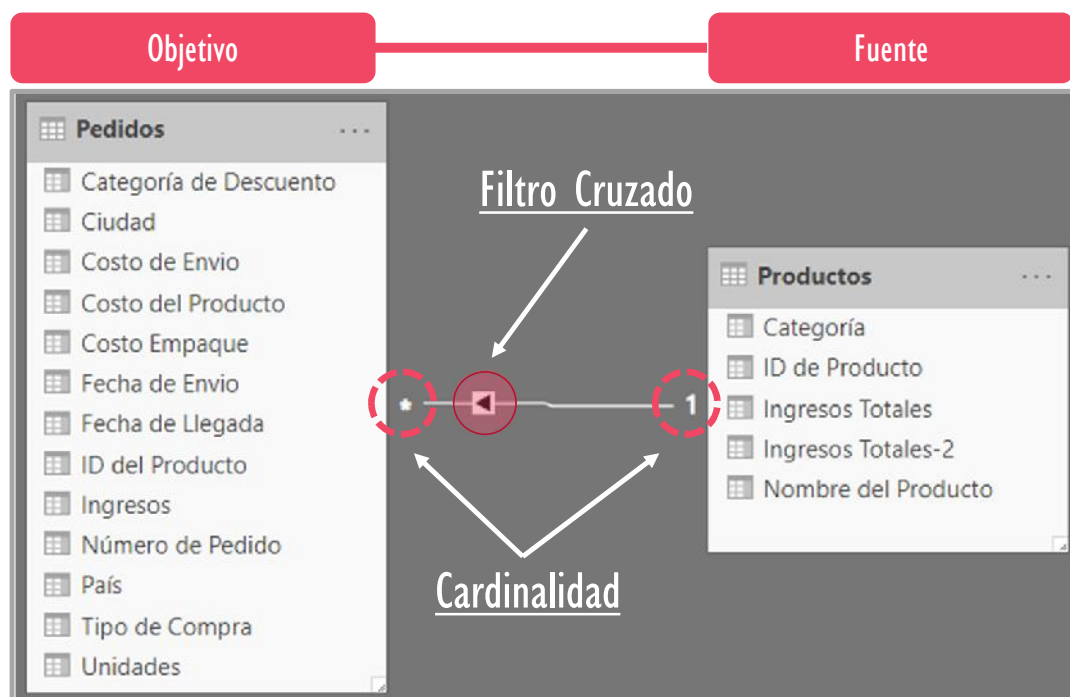 Objetivo
Fuente
Pedidos
Categoría de Descuento
Ciudad
Costo de Envio
Costo del Producto
Costo Empaque
Fecha de Envio
Fecha de Llegada
ID del Producto
Ingresos
Número de Pedido
País
Tipo de Compra
Unidades
Filtro Cruzado
* 1
Cardinalidad
Productos
Categoría
ID de Producto
Ingresos Totales
Ingresos Totales-2
Nombre del Producto